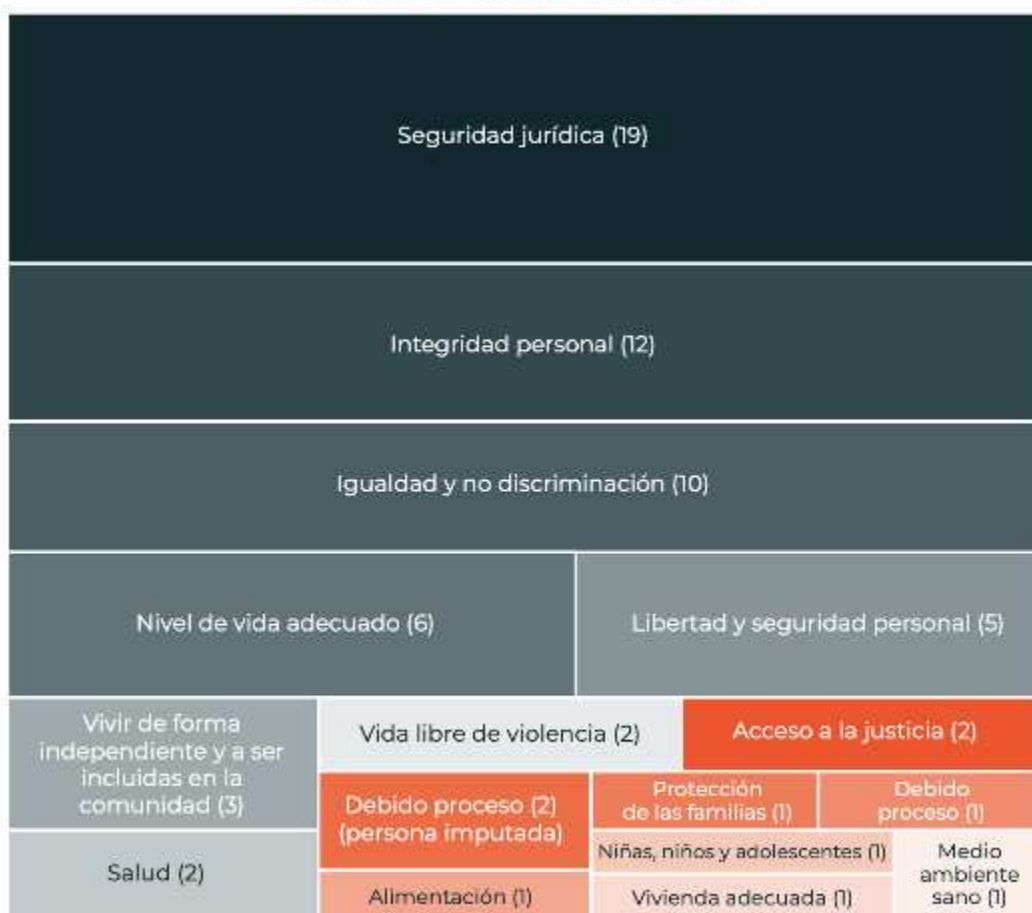 Seguridad jurídica (19)
Integridad personal (12)
Igualdad y no discriminación (10)
Nivel de vida adecuado (6)
Libertad y seguridad personal (5)
Vivir de forma
independiente y a ser
incluidas en la
comunidad (3)
Vida libre de violencia (2)
Acceso a la justicia (2)
Debido proceso (2)
(persona imputada)
Protección
de las familias (1)
Debido
proceso (1)
Salud (2)
Alimentación (1)
Niñas, niños y adolescentes (1)
Vivienda adecuada (1)
Medio
ambiente
sano (1)